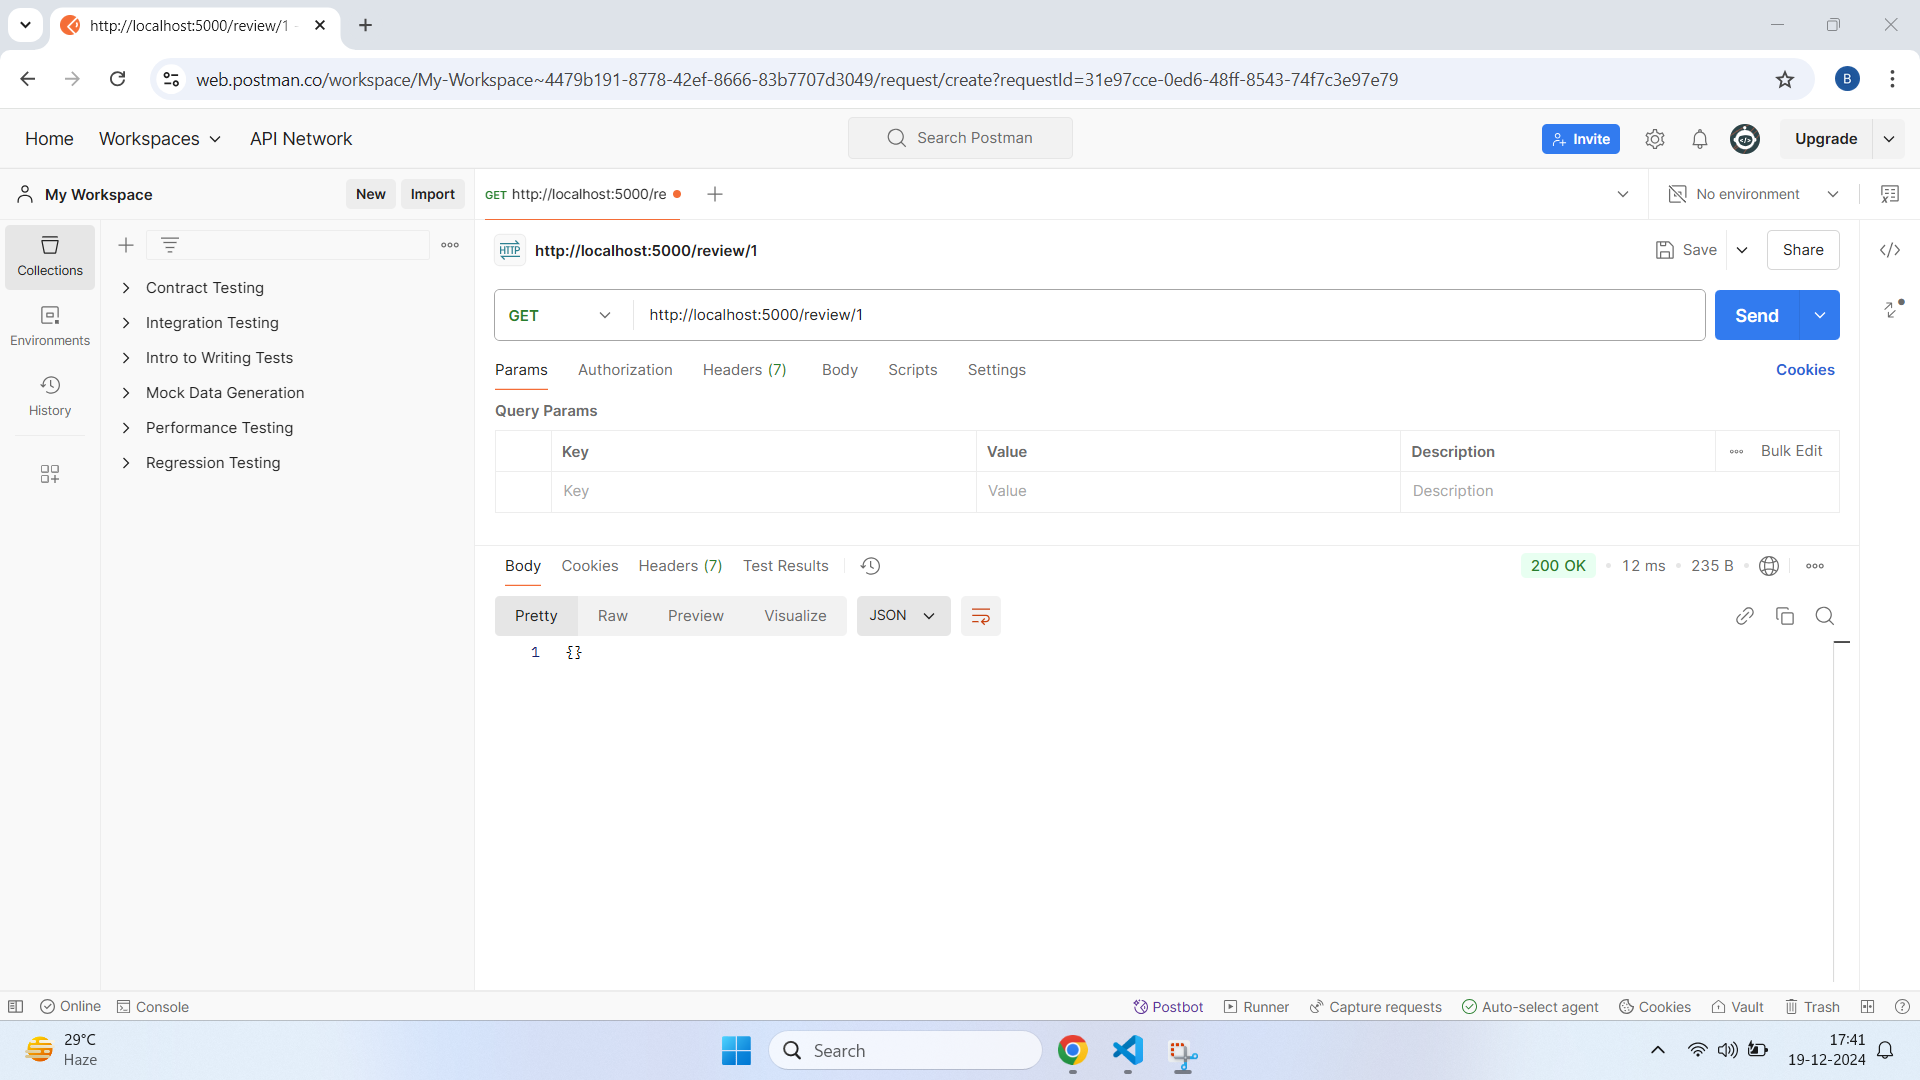 http://localhost:5000/review/1 -
web.postman.co/workspace/My-Workspace~4479b191-8778-42ef-8666-83b7707d3049/request/create?requestId=31e97cce-0ed6-48ff-8543-74f7c3e97e79
B
Home Workspaces API Network Search Postman Invite Upgrade
My Workspace New Import GET http://localhost:5000/re No environment
HTTP http://localhost:5000/review/1 Save Share
Collections
Environments
History
Contract Testing
Integration Testing
Intro to Writing Tests
Mock Data Generation
Performance Testing
Regression Testing
GET http://localhost:5000/review/1 Send
Params Authorization Headers (7) Body Scripts Settings Cookies
Query Params
Key Value Description Bulk Edit
Key Value Description
Body Cookies Headers (7) Test Results 200 OK 12 ms 235 B
Pretty Raw Preview Visualize JSON
1 {}
Online Console Postbot Runner Capture requests Auto-select agent Cookies Vault Trash
29°C
Haze
Search
17:41
19-12-2024